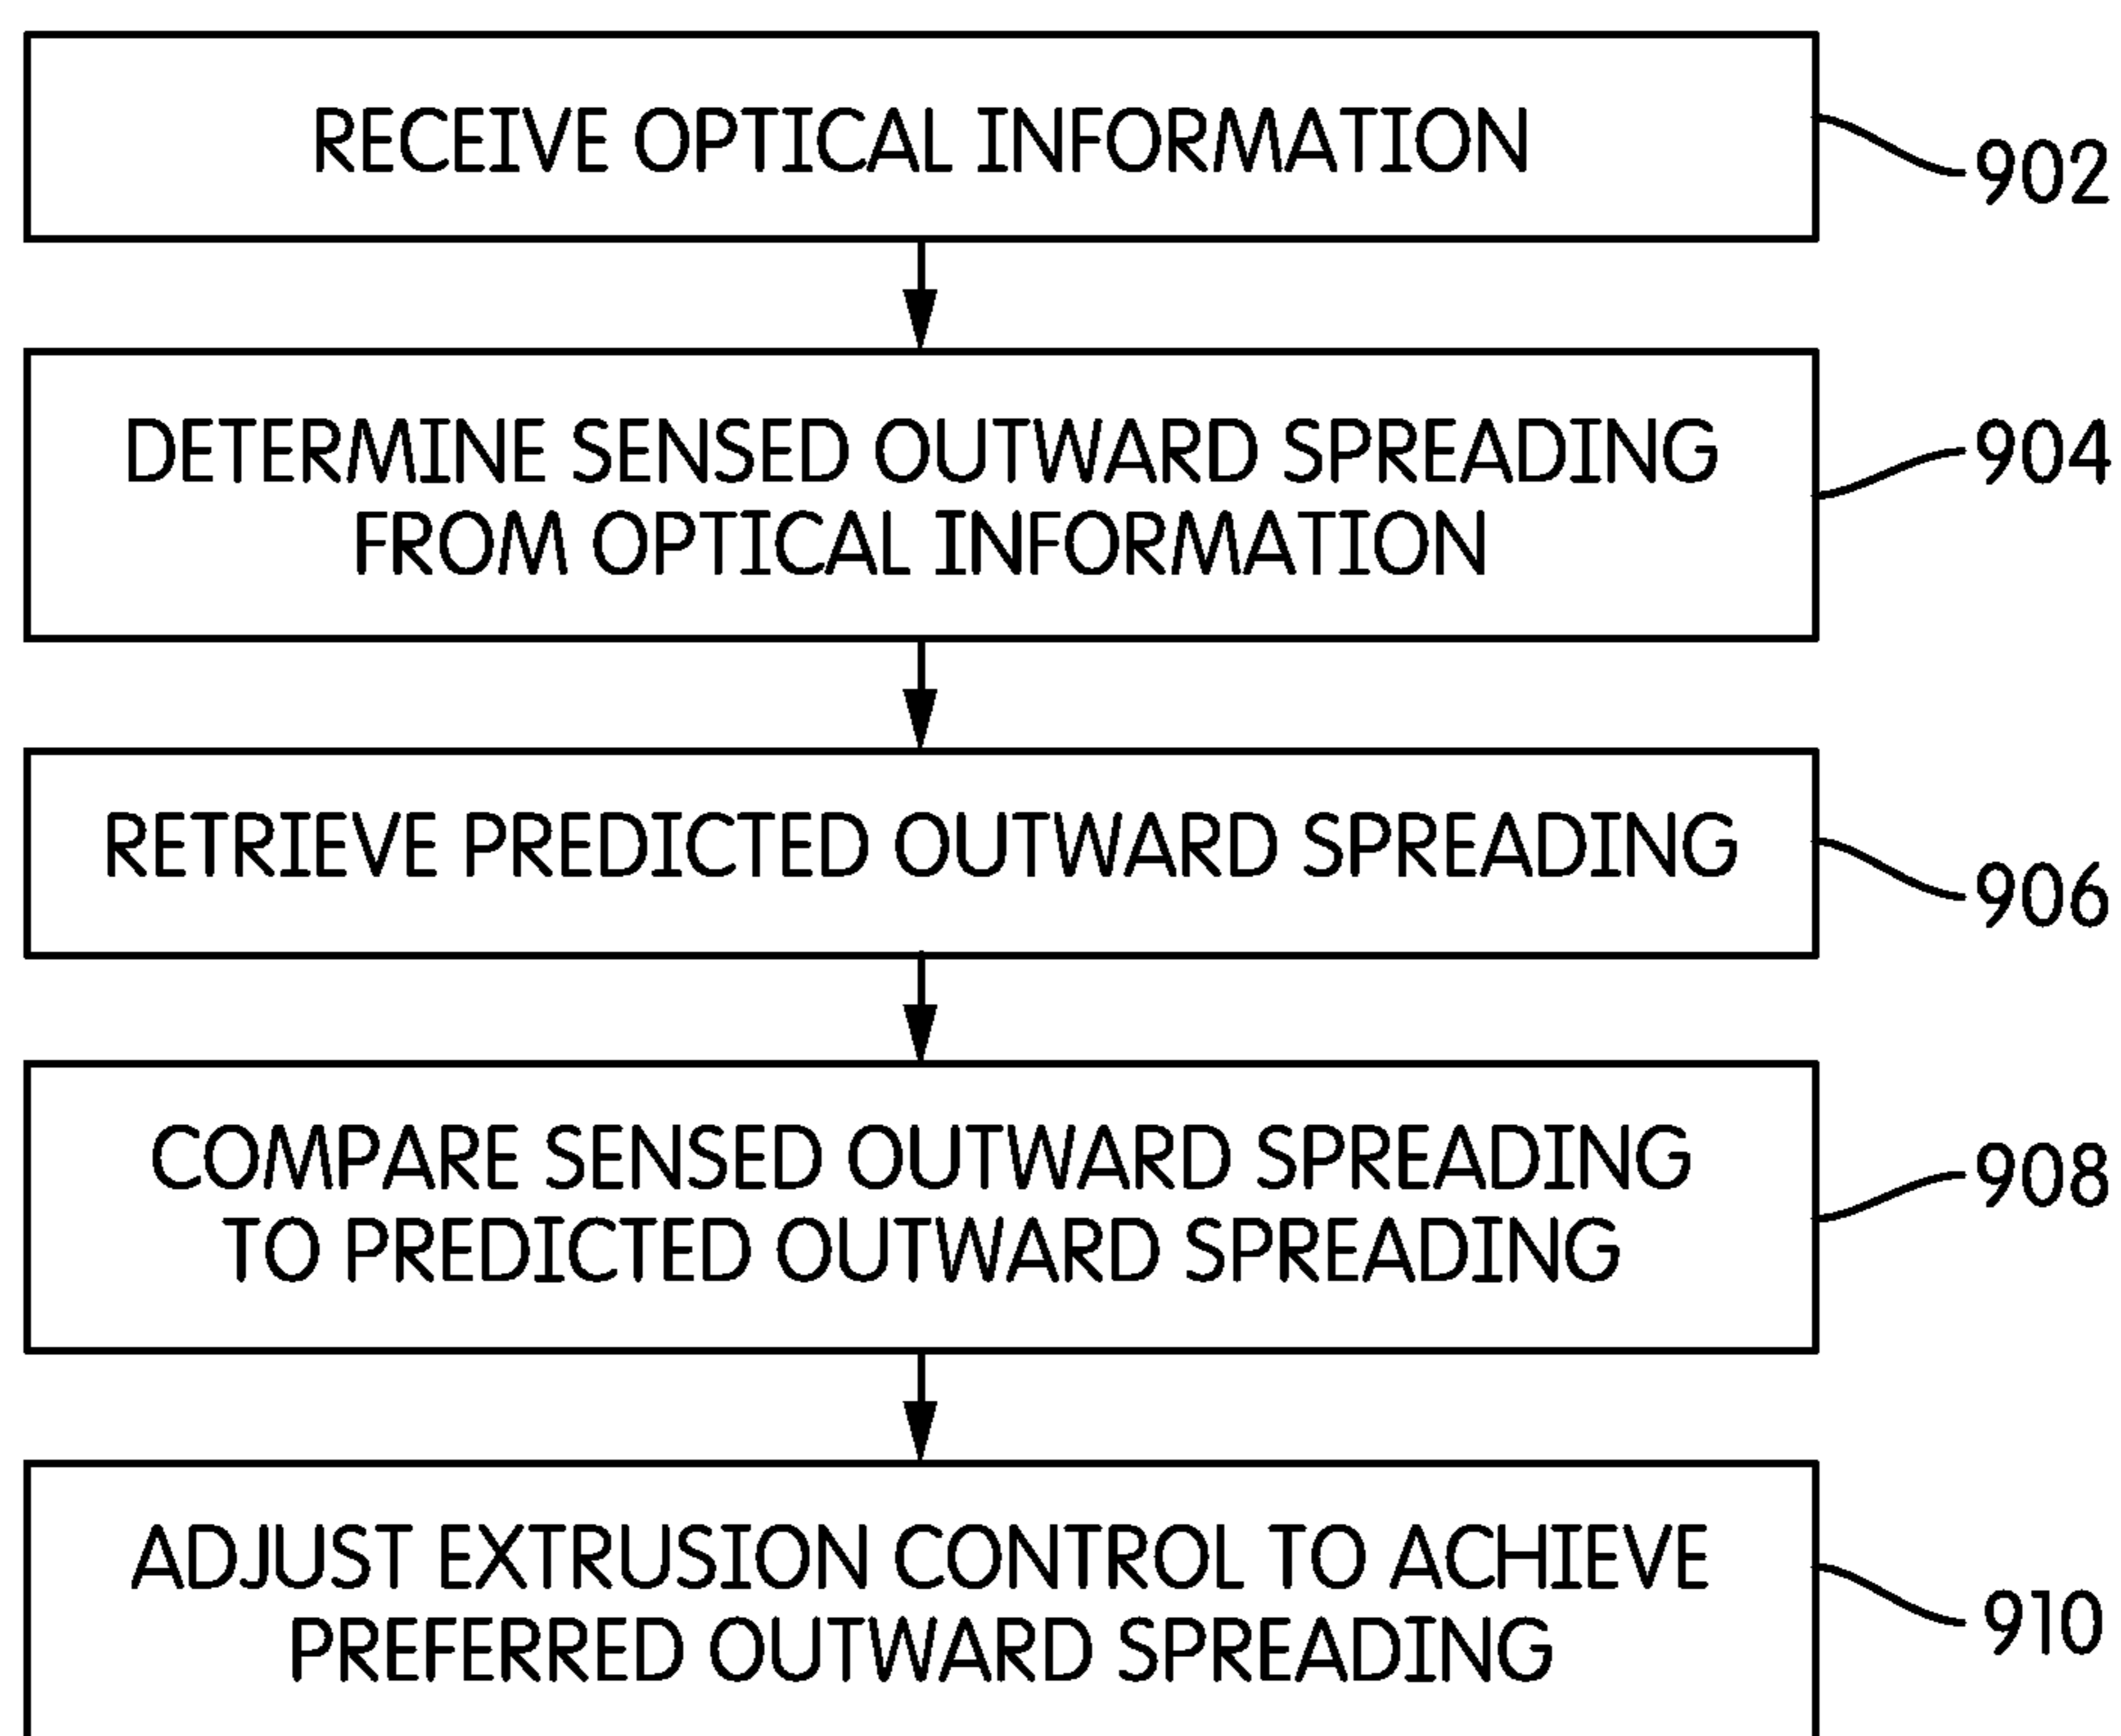 RECEIVE OPTICAL INFORMATION
902
DETERMINE SENSED OUTWARD SPREADING
FROM OPTICAL INFORMATION
904
RETRIEVE PREDICTED OUTWARD SPREADING
906
COMPARE SENSED OUTWARD SPREADING
TO PREDICTED OUTWARD SPREADING
908
ADJUST EXTRUSION CONTROL TO ACHIEVE
PREFERRED OUTWARD SPREADING
910